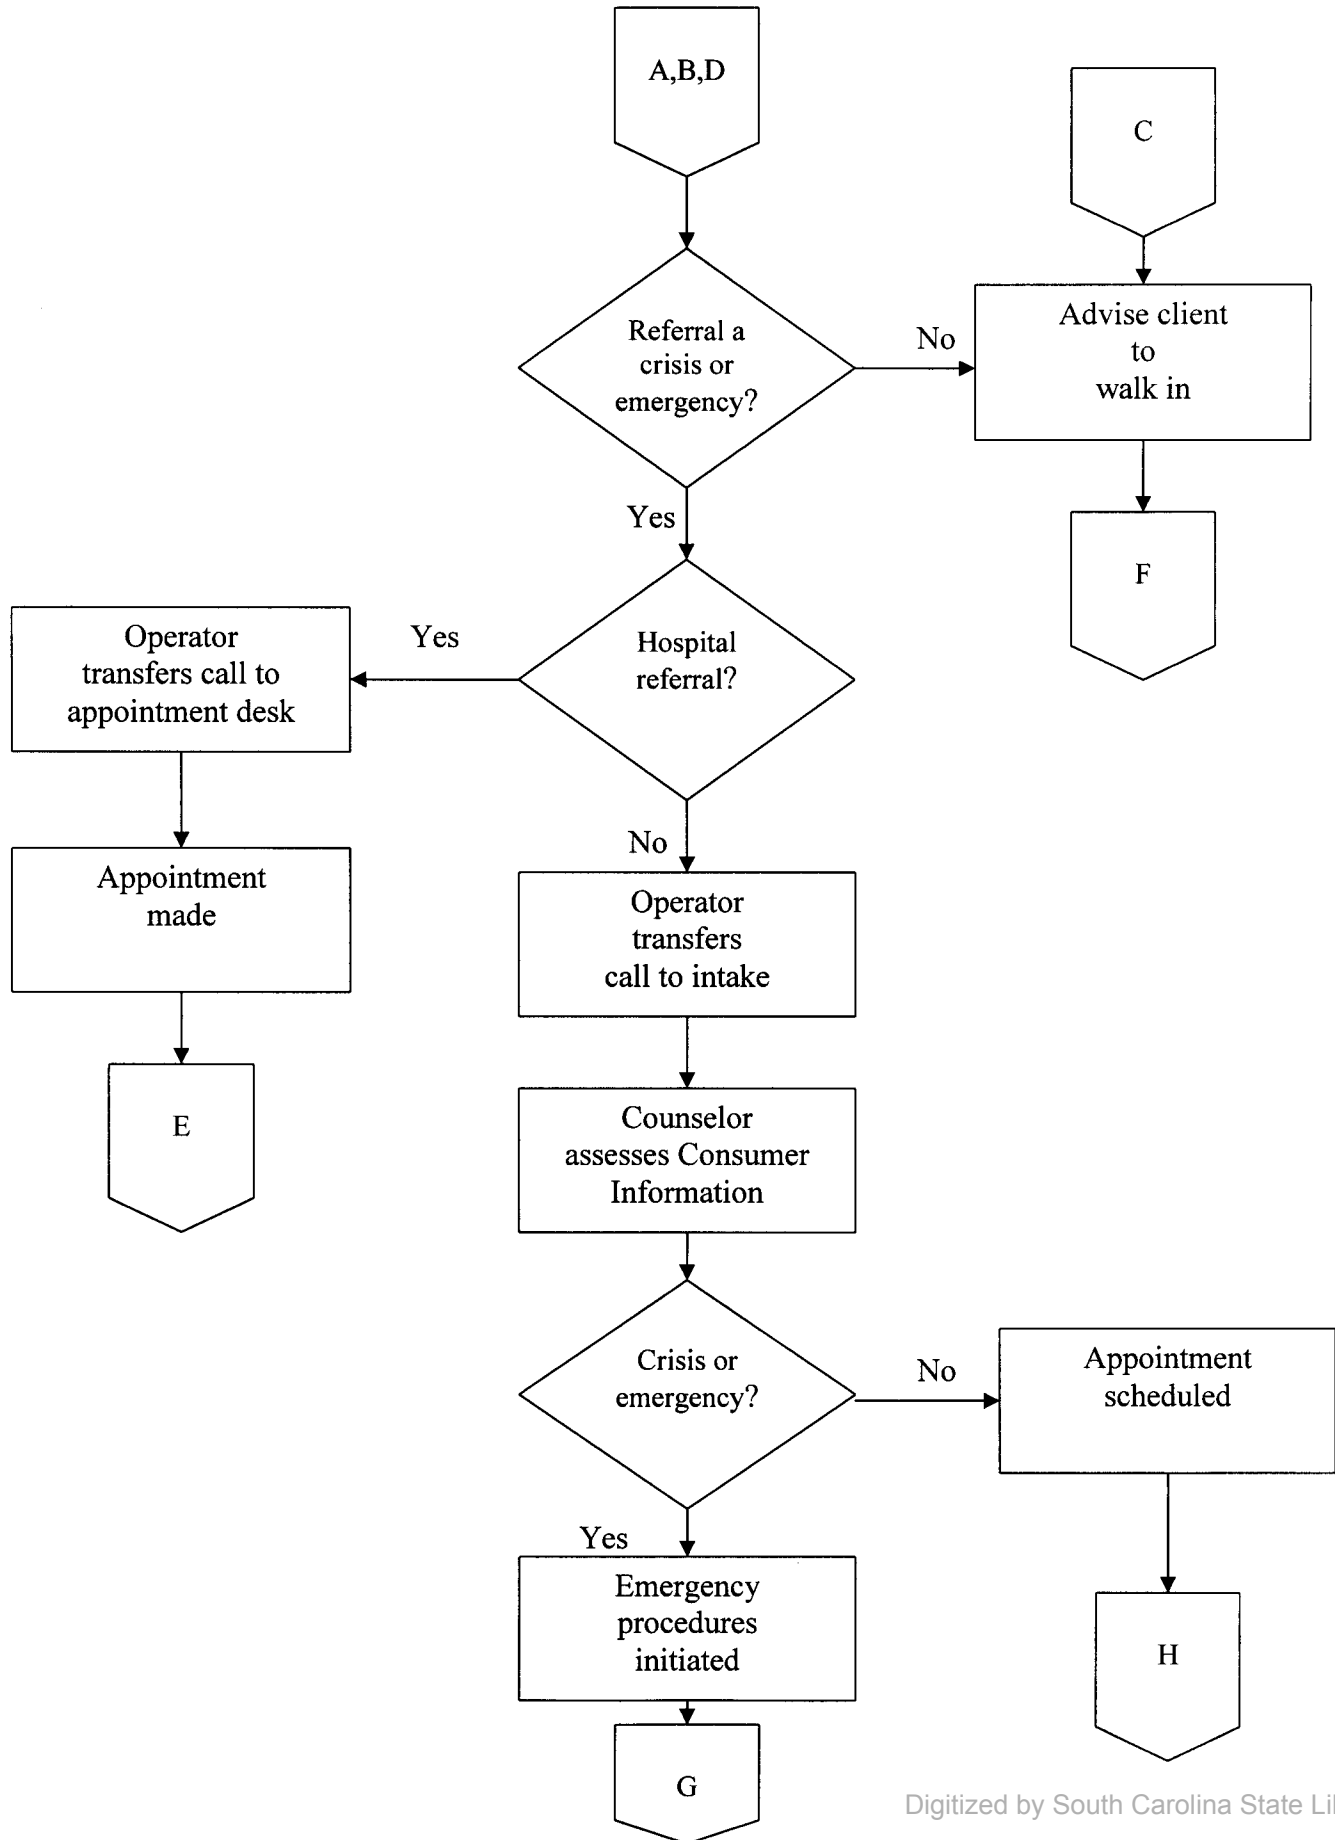 A,B,D
C
Referral a
crisis or
emergency?
No
Advise client
to
walk in
Yes
F
Hospital
referral?
Yes
Operator
transfers call to
appointment desk
No
Appointment
made
Operator
transfers
call to intake
E
Counselor
assesses Consumer
Information
Crisis or
emergency?
No
Appointment
scheduled
Yes
Emergency
procedures
initiated
H
G
Digitized by South Carolina State